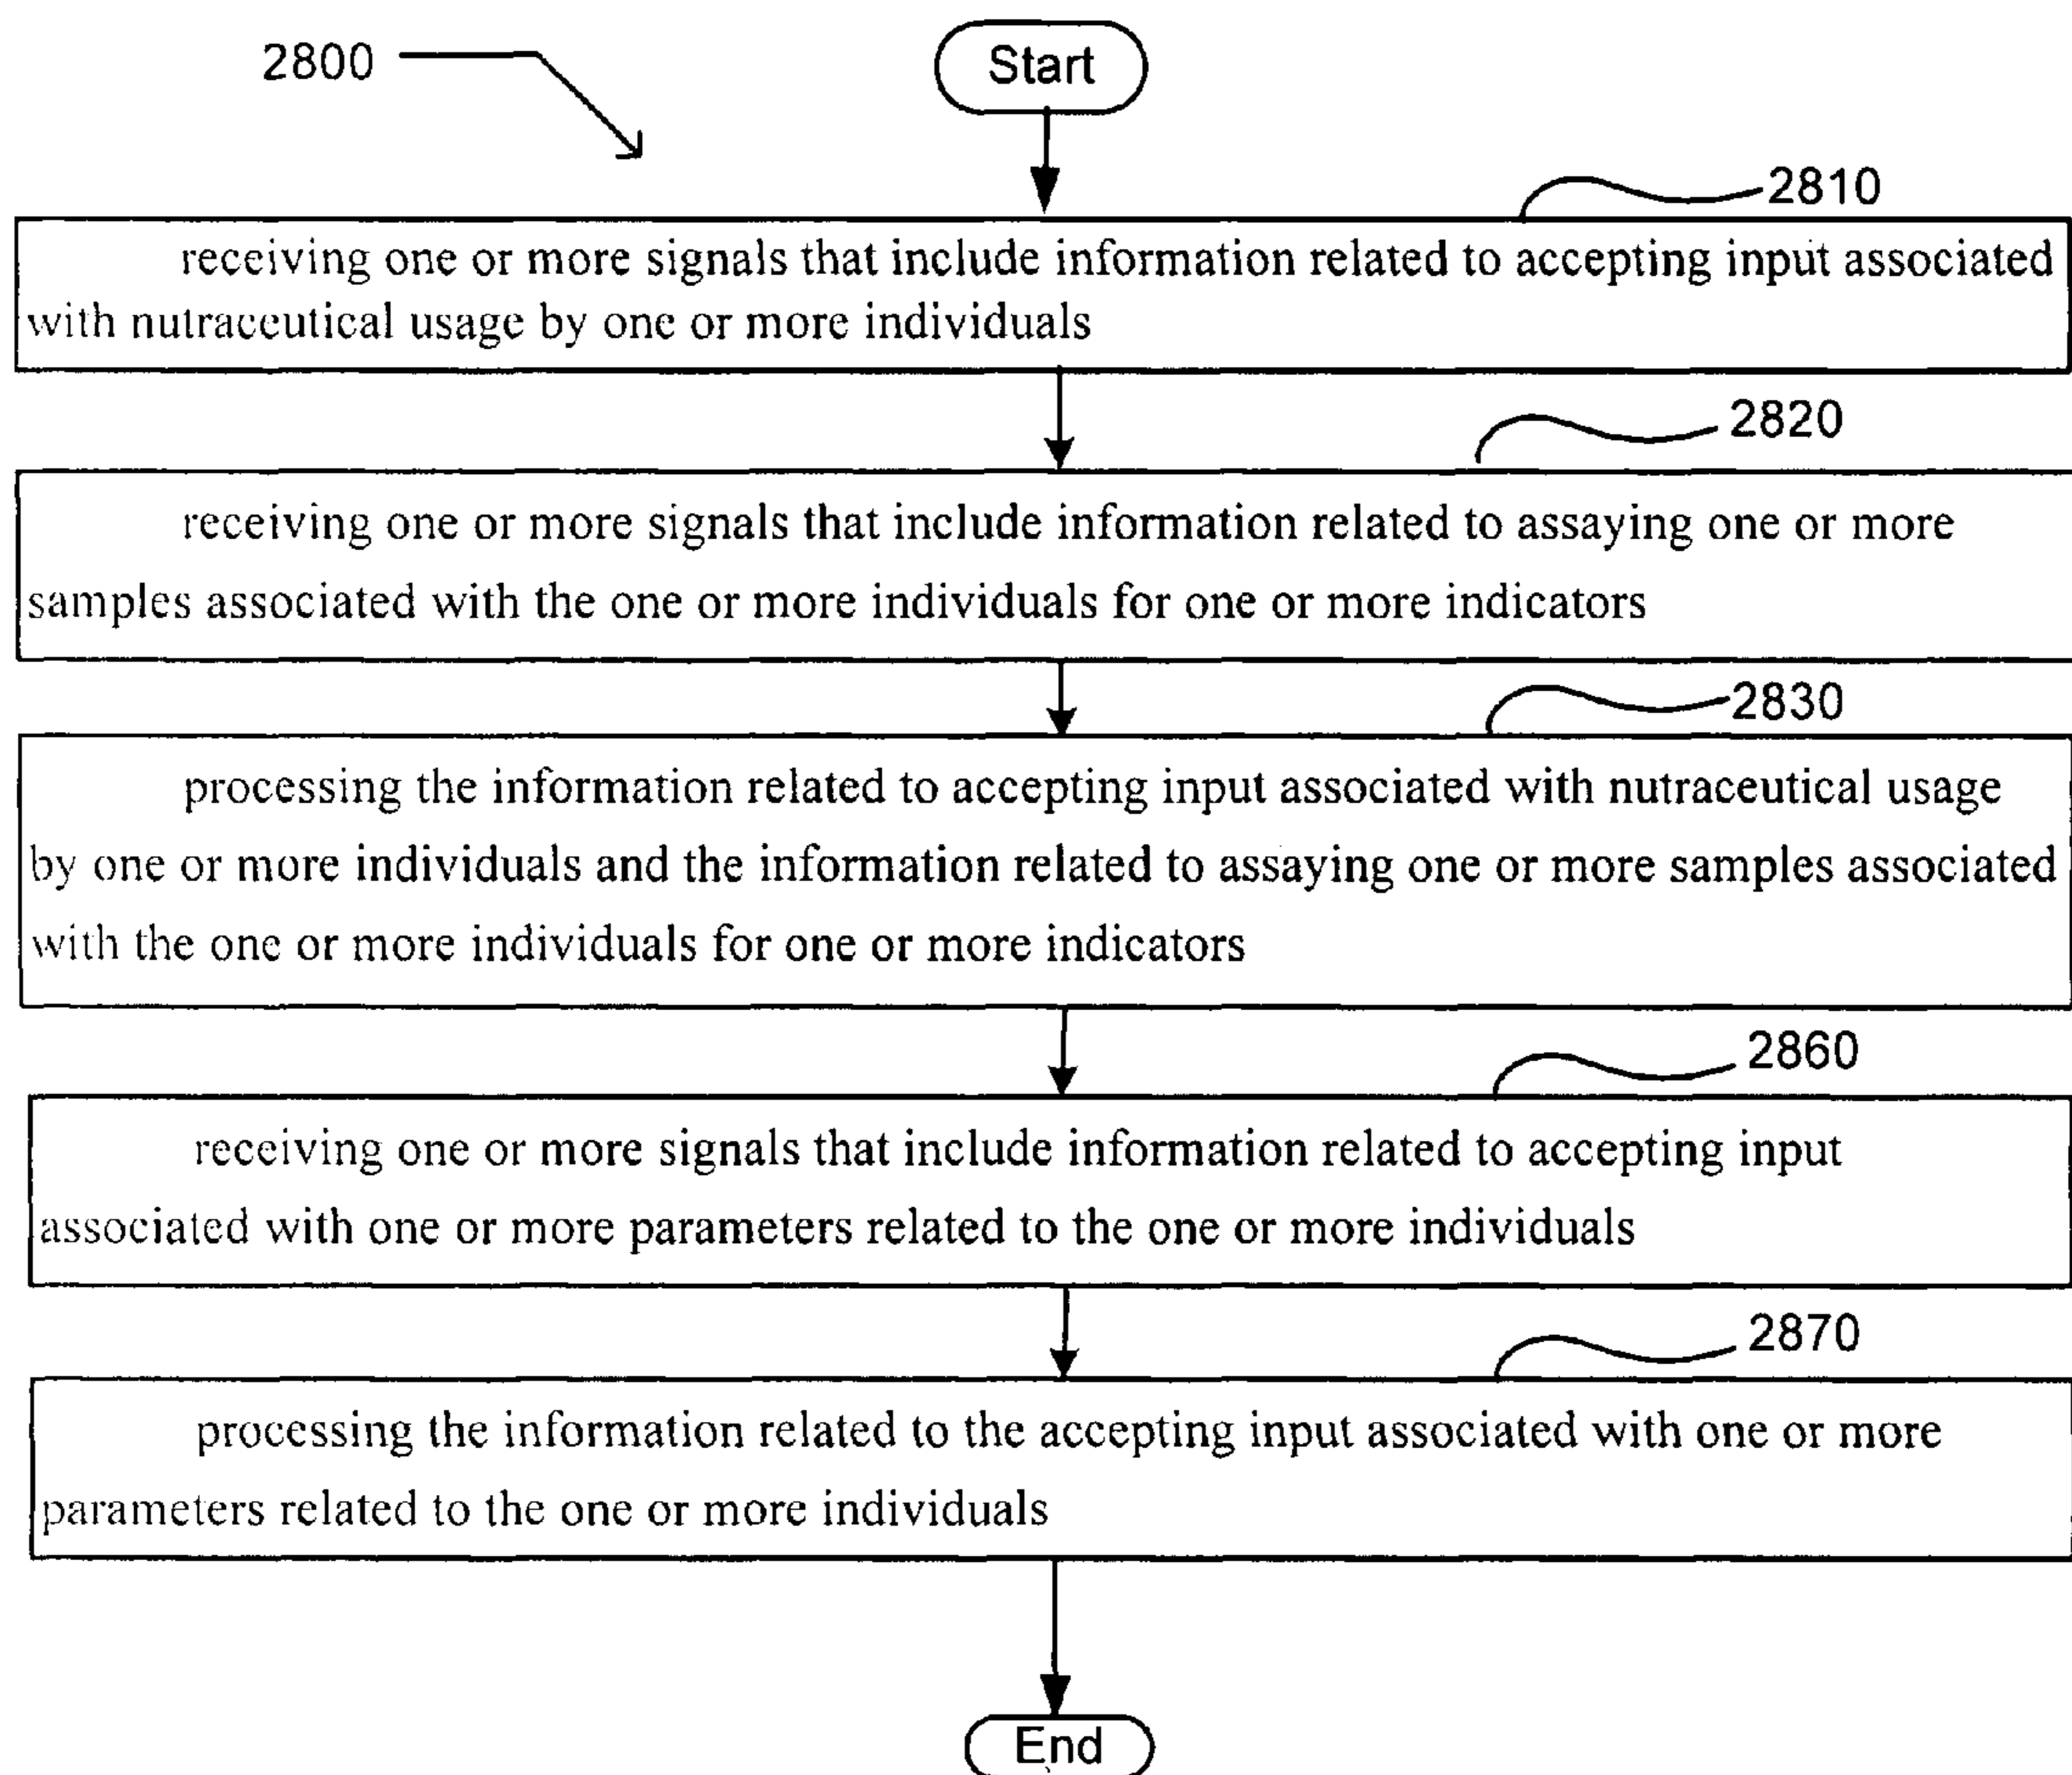 2800
Start
2810
receiving one or more signals that include information related to accepting input associated
with nutraceutical usage by one or more individuals
2820
receiving one or more signals that include information related to assaying one or more
samples associated with the one or more individuals for one or more indicators
2830
processing the information related to accepting input associated with nutraceutical usage
by one or more individuals and the information related to assaying one or more samples associated
with the one or more individuals for one or more indicators
2860
receiving one or more signals that include information related to accepting input
associated with one or more parameters related to the one or more individuals
2870
processing the information related to the accepting input associated with one or more
parameters related to the one or more individuals
End